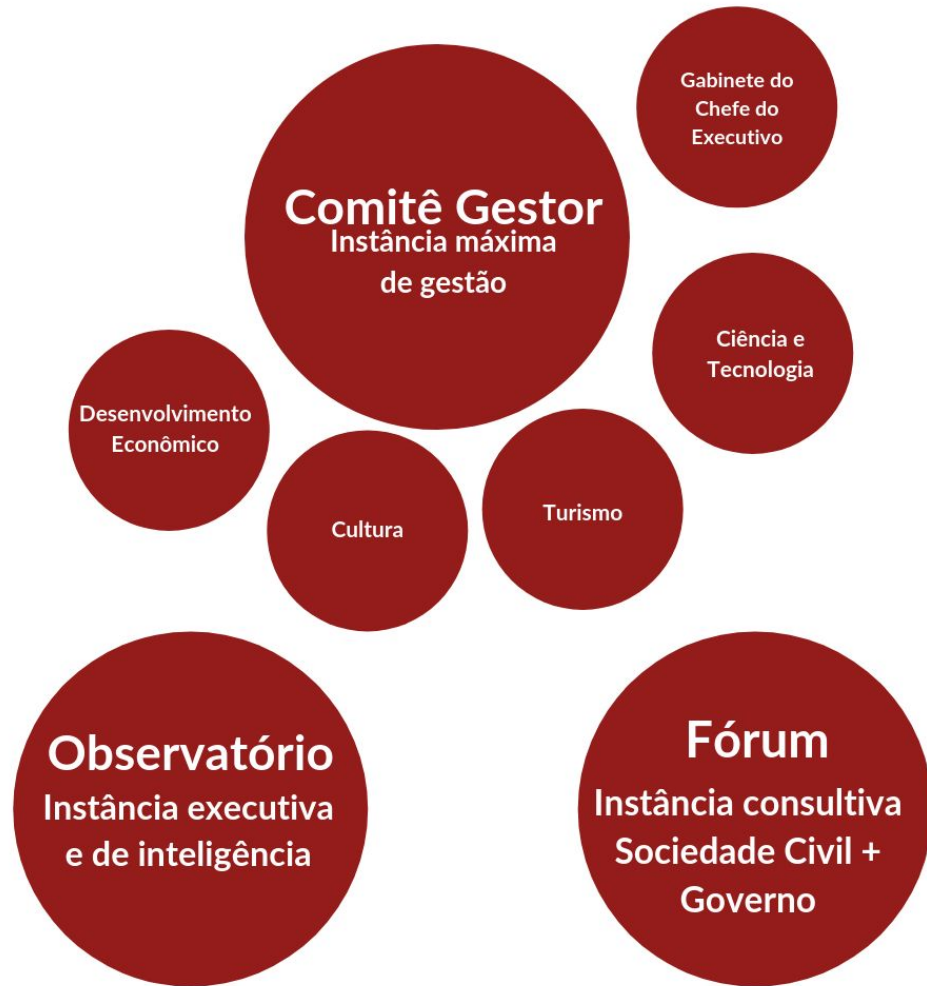 Gabinete do
Chefe do
Executivo
Comitê Gestor
Instância máxima
de gestão
Ciência e
Tecnologia
Desenvolvimento
Econômico
Cultura
Turismo
Observatório
Instância executiva
e de inteligência
Fórum
Instância consultiva
Sociedade Civil +
Governo